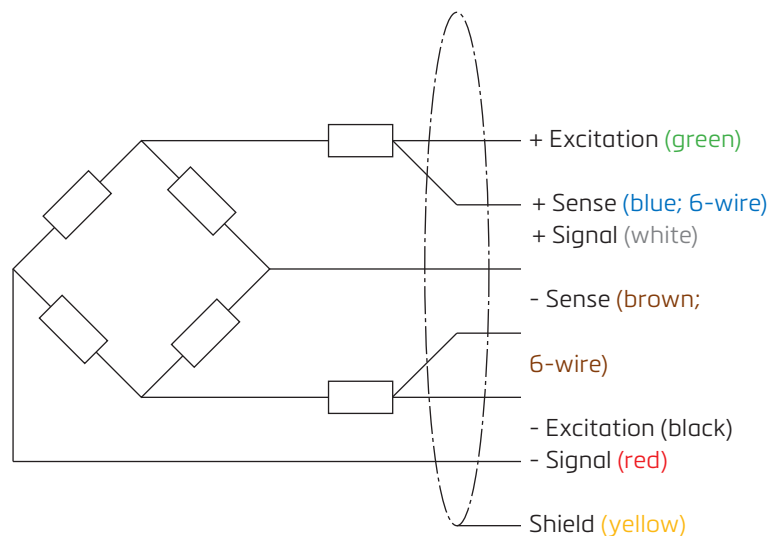 + Excitation (green)
+ Sense (blue; 6-wire)
+ Signal (white)
- Sense (brown;
6-wire)
- Excitation (black)
- Signal (red)
Shield (yellow)